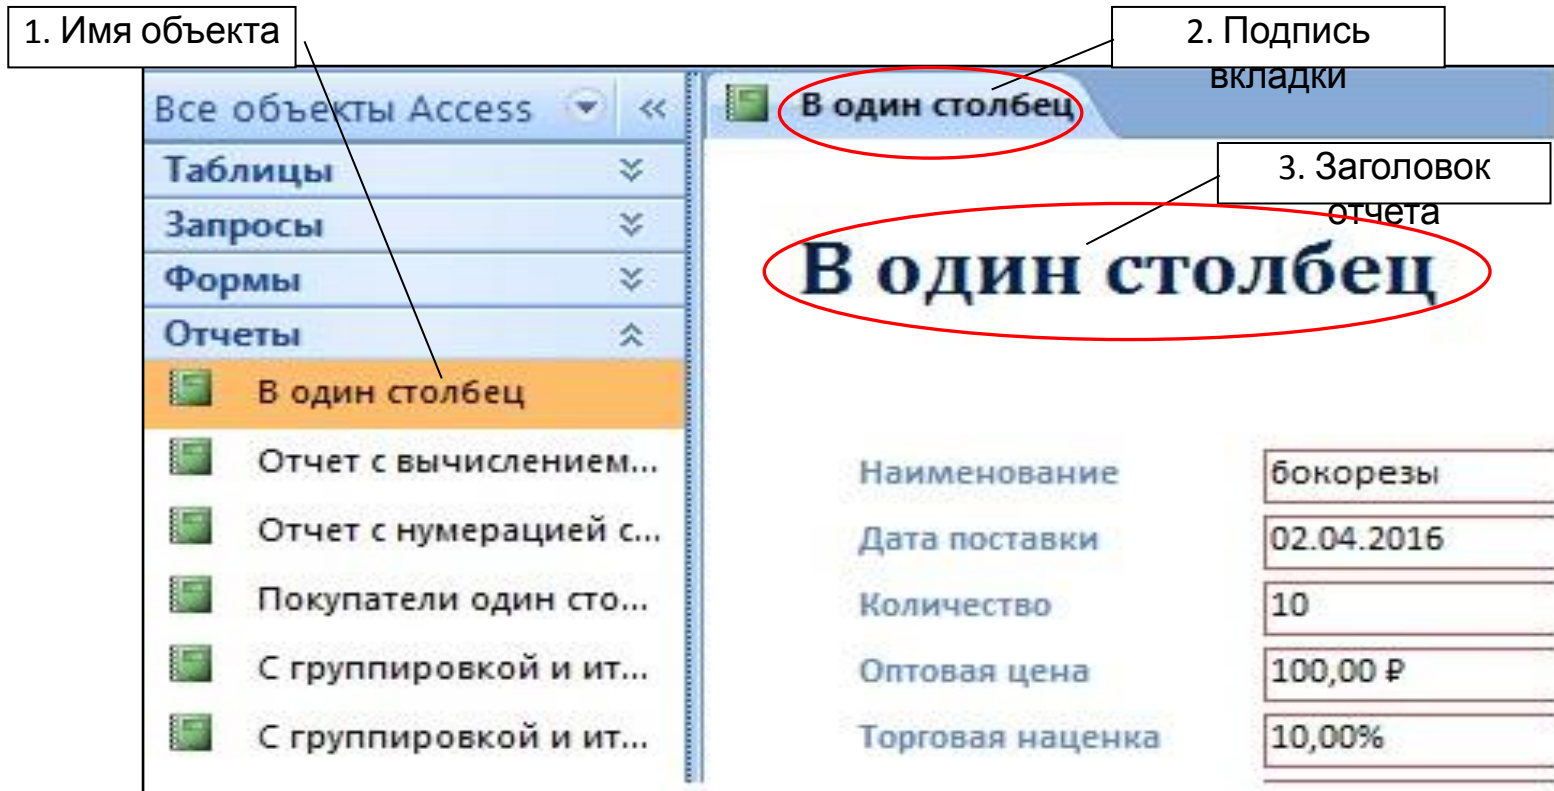 1. Имя объекта
2. Подпись
вкладки
Все объекты Access
В один столбец
Таблицы
3. Заголовок
отчета
Запросы
В один столбец
Формы
Отчеты
В один столбец
Отчет с вычислением...
Наименование бокорезы
Отчет с нумерацией с...
Дата поставки 02.04.2016
Покупатели один сто...
Количество 10
С группировкой и ит...
Оптовая цена 100,00 ₽
С группировкой и ит...
Торговая наценка 10,00%